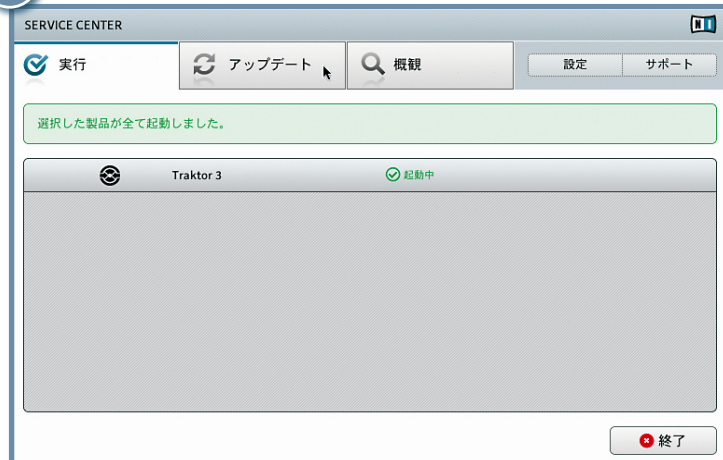 SERVICE CENTER
NI
実行
アップデート
概観
設定
サポート
選択した製品が全て起動しました。
Traktor 3
起動中
終了